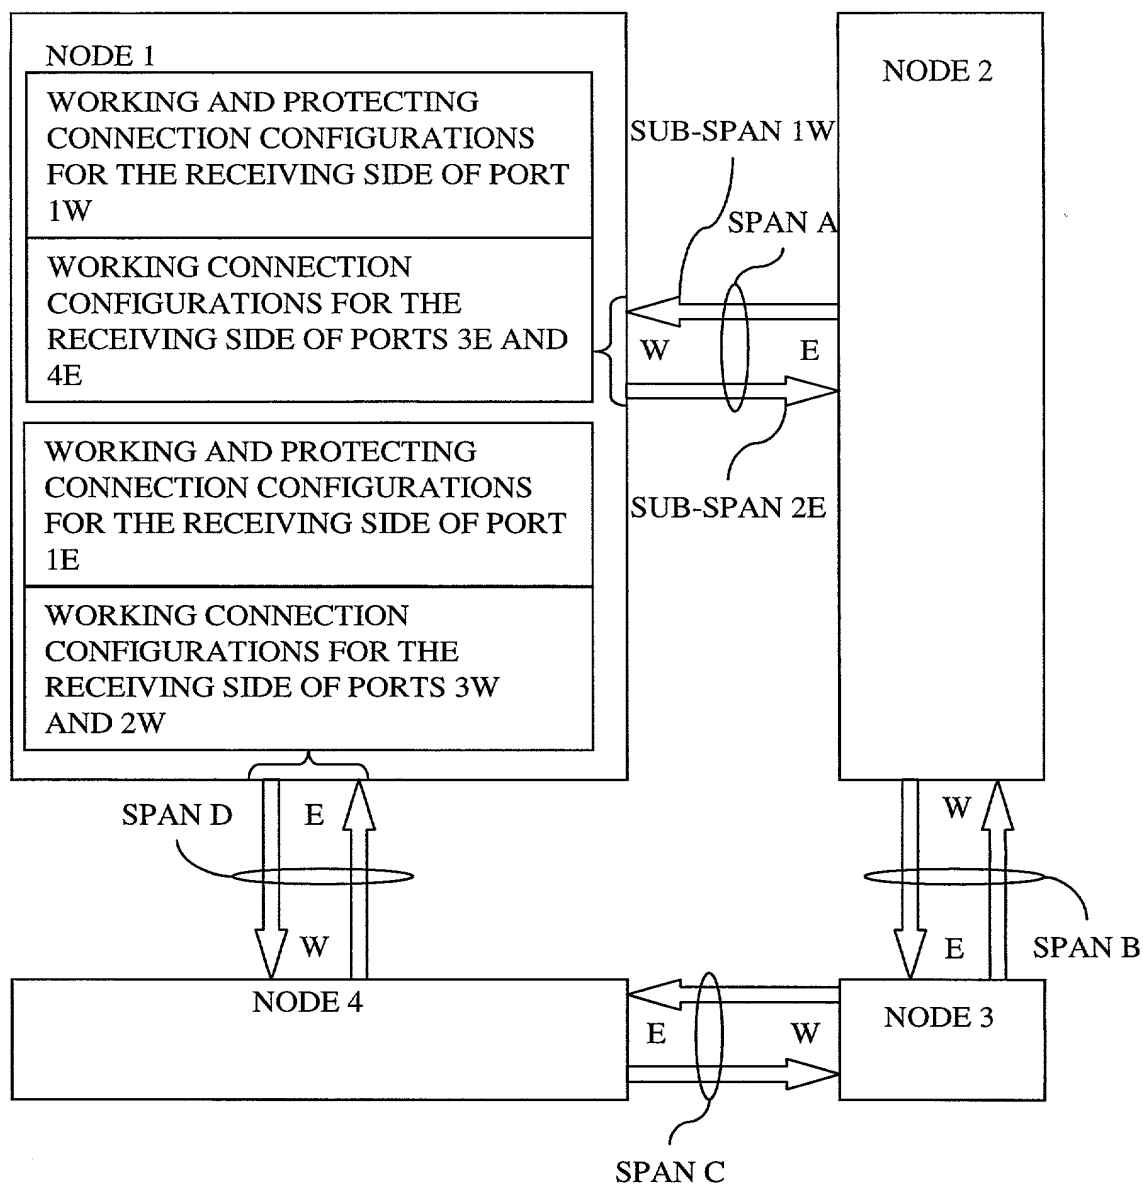 NODE 1
WORKING AND PROTECTING
CONNECTION CONFIGURATIONS
FOR THE RECEIVING SIDE OF PORT
1W
WORKING CONNECTION
CONFIGURATIONS FOR THE
RECEIVING SIDE OF PORTS 3E AND
4E
WORKING AND PROTECTING
CONNECTION CONFIGURATIONS
FOR THE RECEIVING SIDE OF PORT
1E
WORKING CONNECTION
CONFIGURATIONS FOR THE
RECEIVING SIDE OF PORTS 3W
AND 2W
NODE 2
SUB-SPAN 1W
SPAN A
W
E
SUB-SPAN 2E
SPAN D
E
W
W
E
SPAN B
NODE 4
E
W
NODE 3
SPAN C